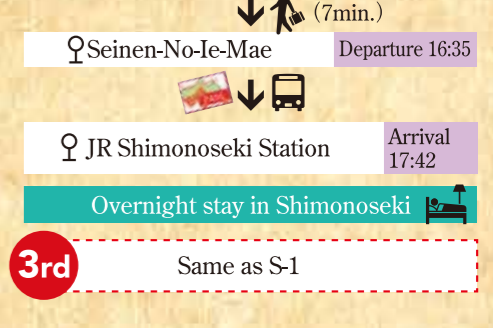 (7min.)
Seinen-No-Ie-Mae
Departure 16:35
JR Shimonoseki Station
Arrival
17:42
Overnight stay in Shimonoseki
3rd
Same as S-1